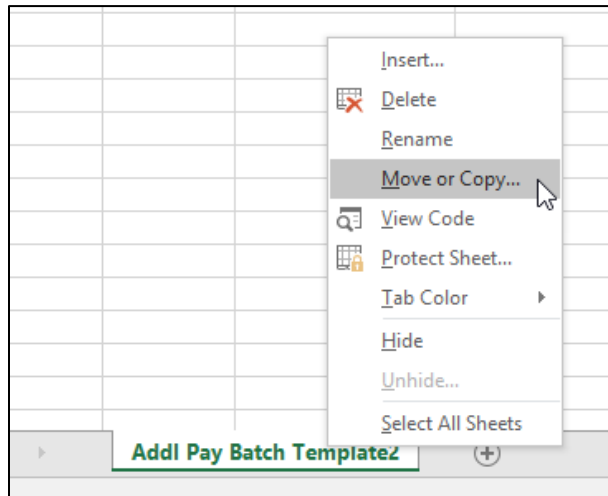 Insert...
Delete
Rename
Move or Copy...
View Code
Protect Sheet...
Tab Color
Hide
Unhide...
Select All Sheets
Addl Pay Batch Template2